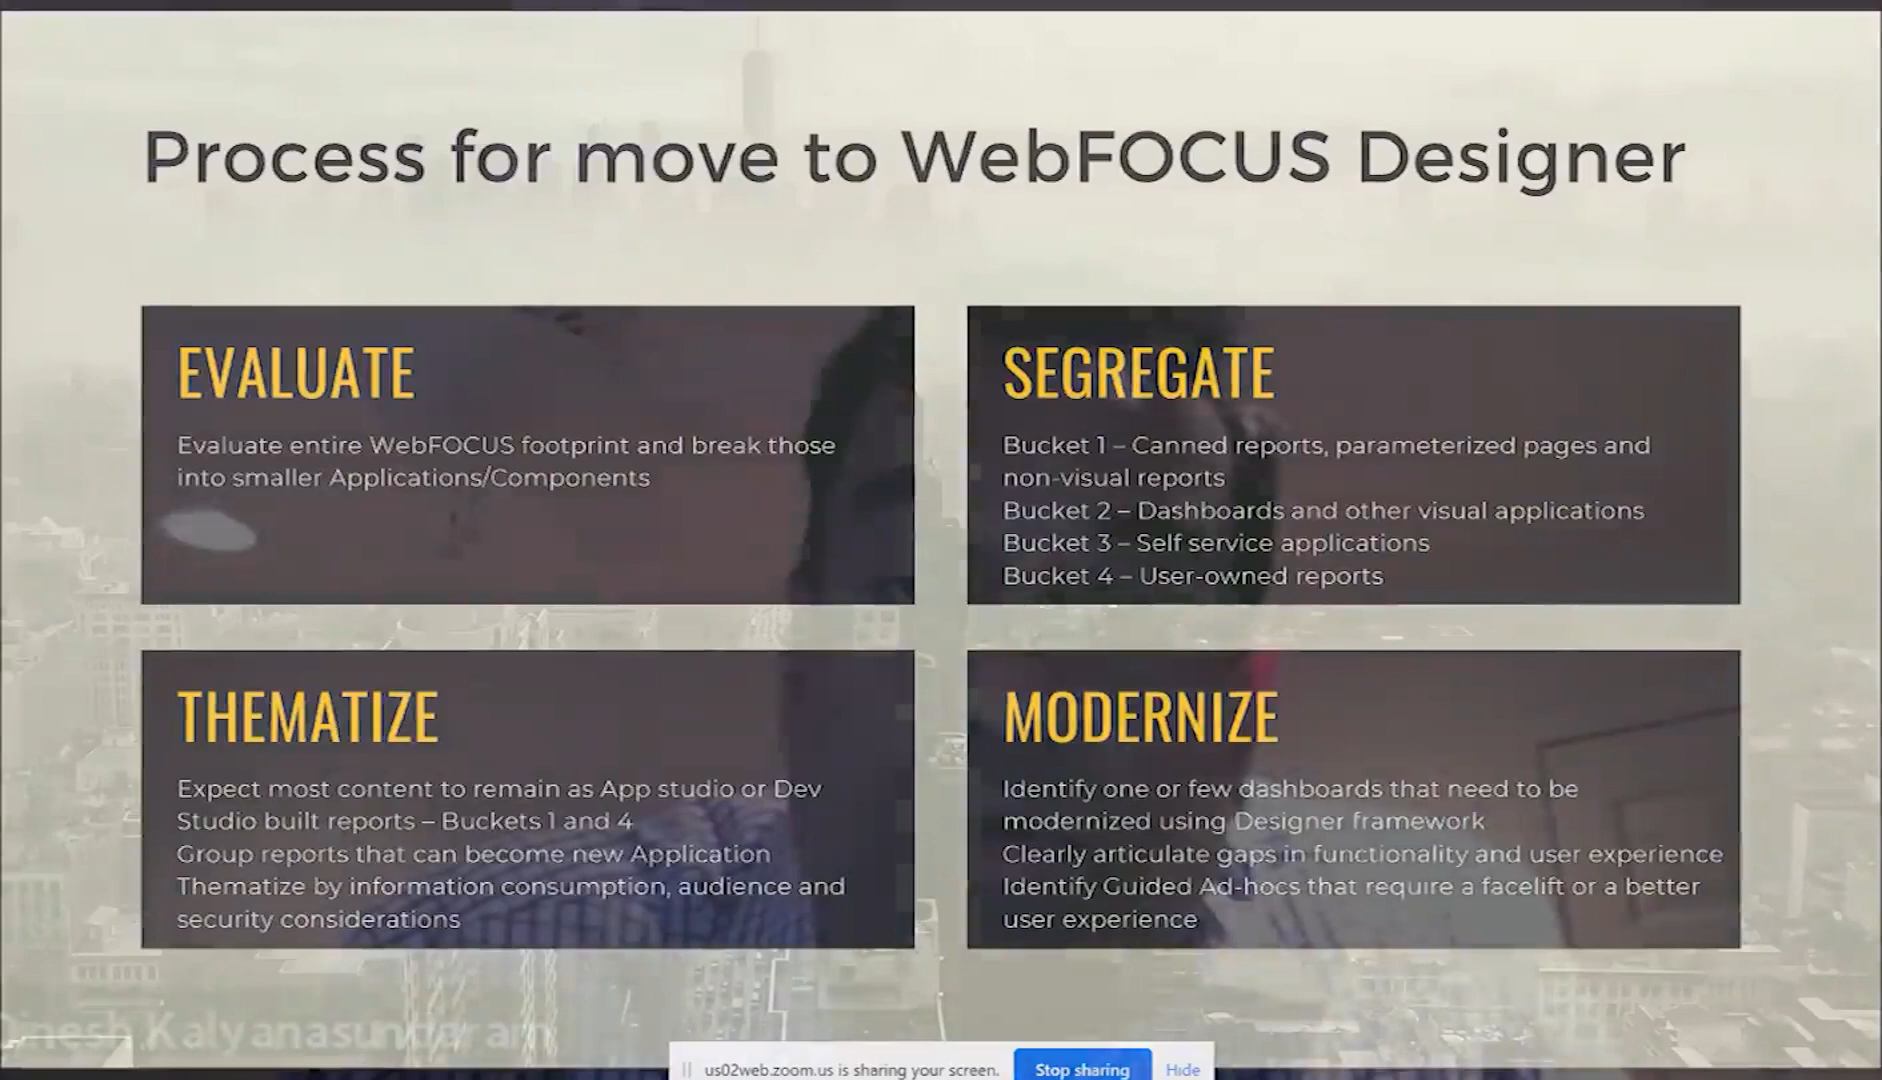 Process for move to WebFOCUS Designer
EVALUATE
Evaluate entire WebFOCUS footprint and break those
into smaller Applications/Components
SEGREGATE
Bucket 1 – Canned reports, parameterized pages and
non-visual reports
Bucket 2 – Dashboards and other visual applications
Bucket 3 – Self service applications
Bucket 4 – User-owned reports
THEMATIZE
Expect most content to remain as App studio or Dev
Studio built reports – Buckets 1 and 4
Group reports that can become new Application
Thematize by information consumption, audience and
security considerations
MODERNIZE
Identify one or few dashboards that need to be
modernized using Designer framework
Clearly articulate gaps in functionality and user experience
Identify Guided Ad-hocs that require a facelift or a better
user experience
Dinesh Kalyanasundaram
us02web.zoom.us is sharing your screen.
Stop sharing
Hide